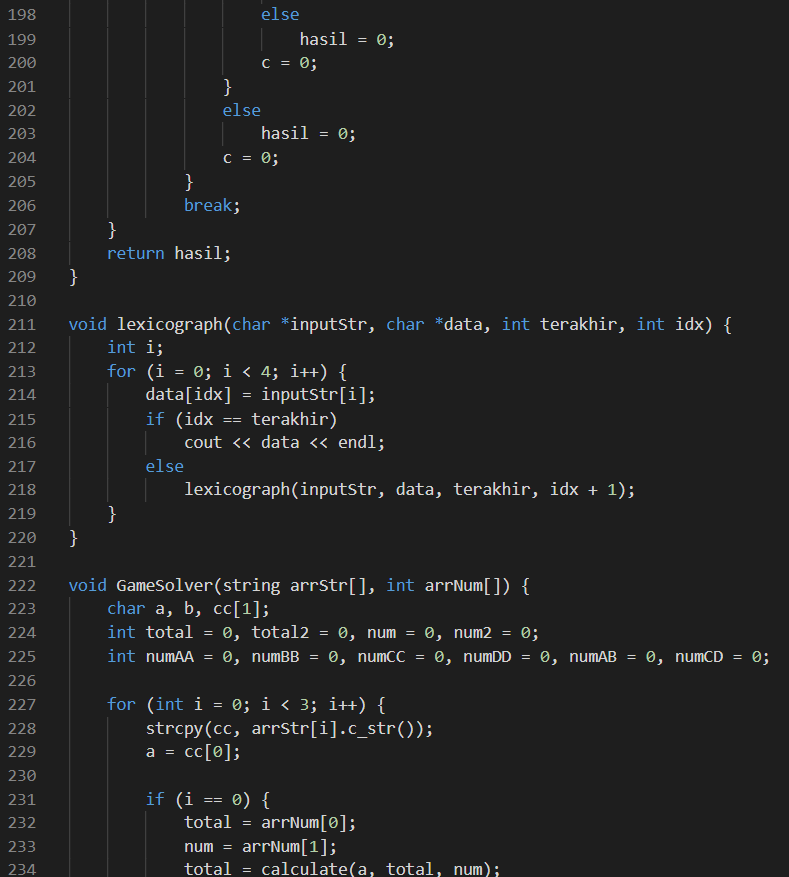 198 else
199 hasil = 0;
200 c = 0;
201 }
202 else
203 hasil = 0;
204 c = 0;
205 }
206 break;
207 }
208 return hasil;
209 }
210
211 void lexicograph(char *inputStr, char *data, int terakhir, int idx) {
212 int i;
213 for (i = 0; i < 4; i++) {
214 data[idx] = inputStr[i];
215 if (idx == terakhir)
216 cout << data << endl;
217 else
218 lexicograph(inputStr, data, terakhir, idx + 1);
219 }
220 }
221
222 void GameSolver(string arrStr[], int arrNum[]) {
223 char a, b, cc[1];
224 int total = 0, total2 = 0, num = 0, num2 = 0;
225 int numAA = 0, numBB = 0, numCC = 0, numDD = 0, numAB = 0, numCD = 0;
226
227 for (int i = 0; i < 3; i++) {
228 strcpy(cc, arrStr[i].c_str());
229 a = cc[0];
230
231 if (i == 0) {
232 total = arrNum[0];
233 num = arrNum[1];
234 total = calculate(a, total, num);